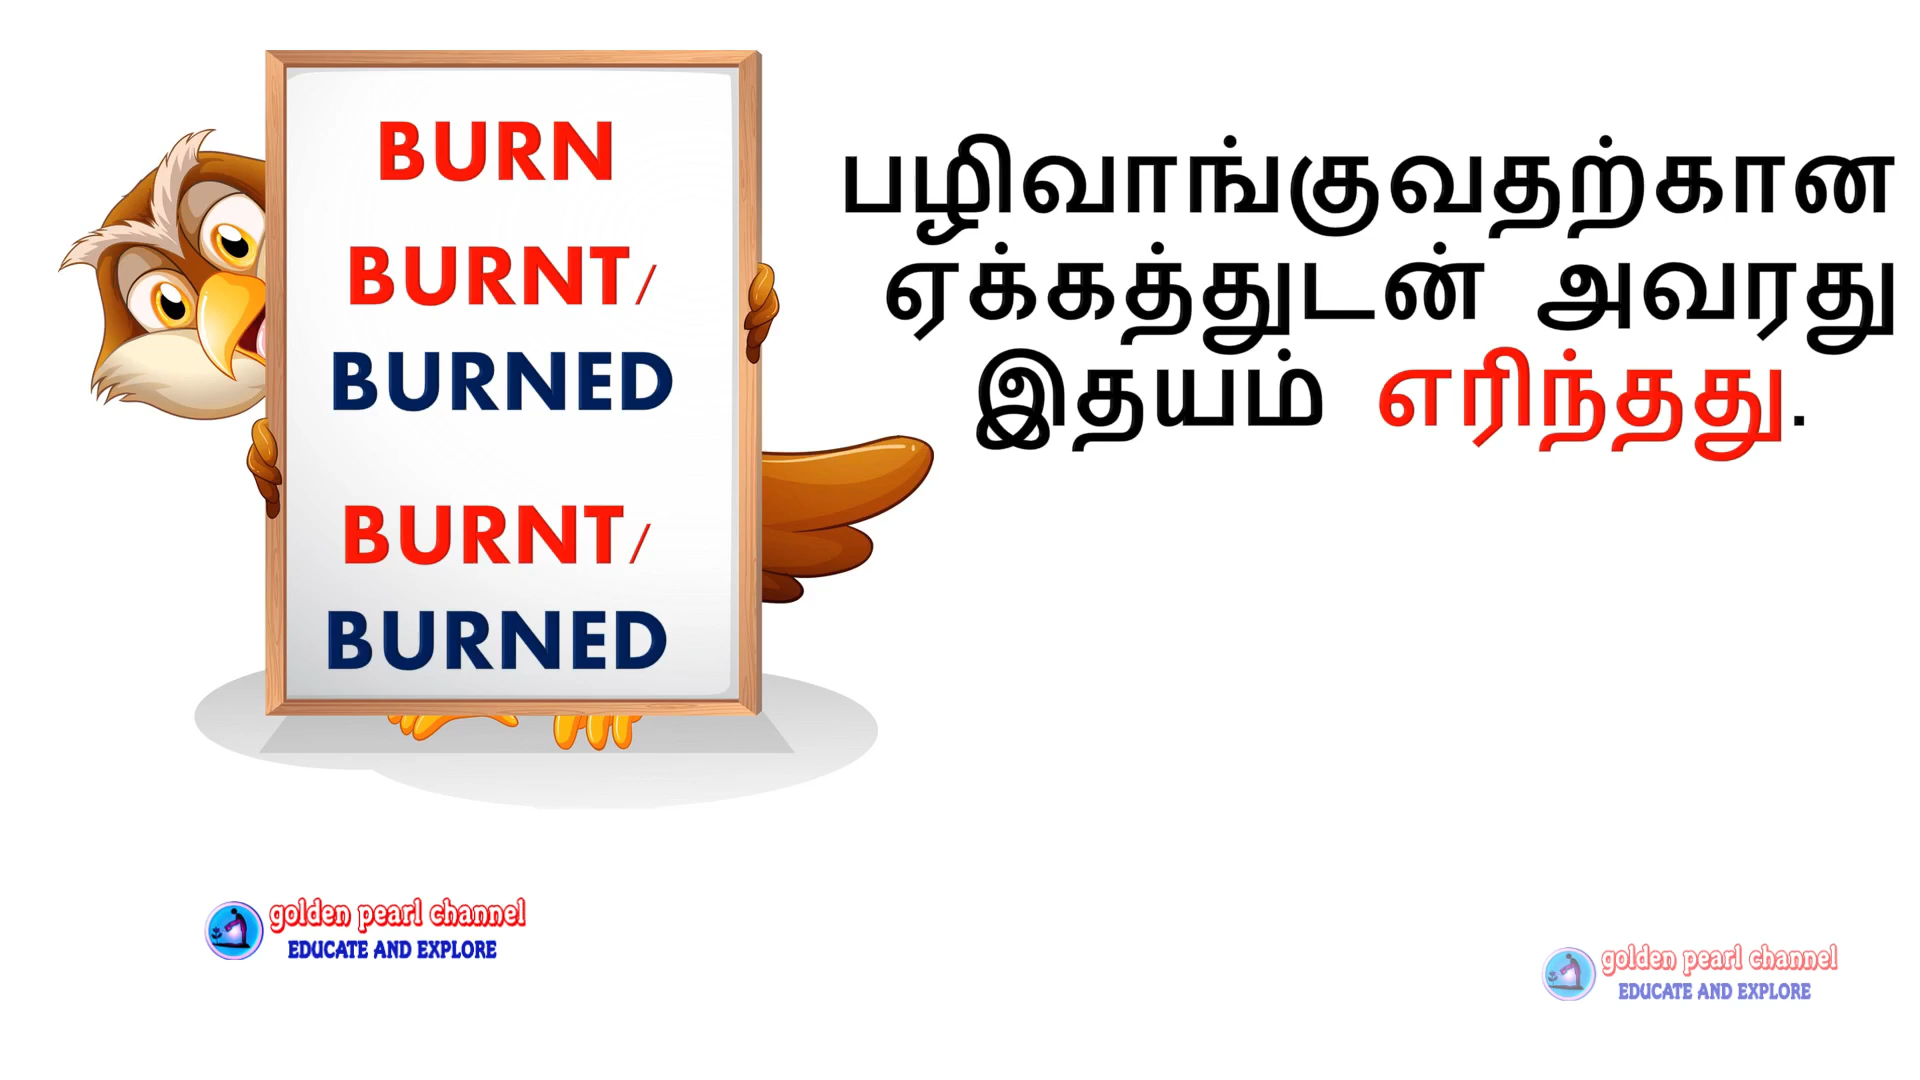 BURN
BURNT/
BURNED
BURNT/
BURNED
பழிவாங்குவதற்கான
ஏக்கத்துடன் அவரது
இதயம் எரிந்தது.
golden pearl channel
EDUCATE AND EXPLORE
golden pearl channel
EDUCATE AND EXPLORE